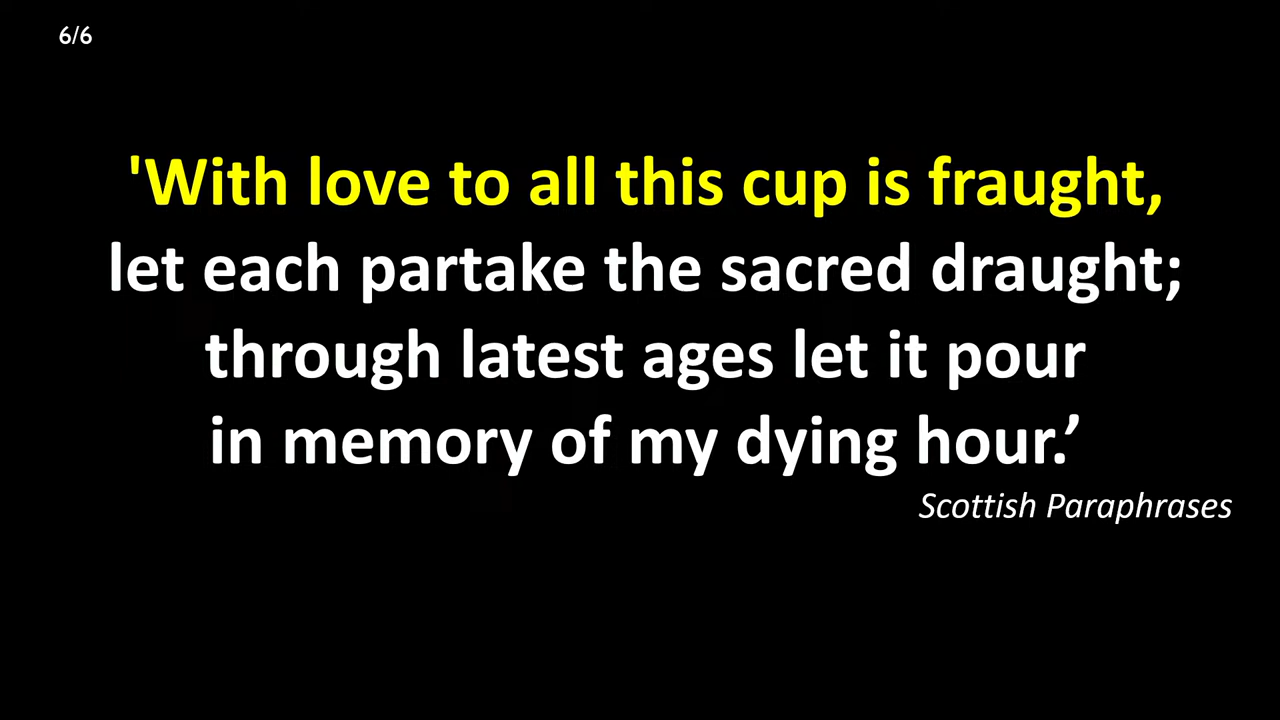 6/6
'With love to all this cup is fraught,
let each partake the sacred draught;
through latest ages let it pour
in memory of my dying hour.’
Scottish Paraphrases